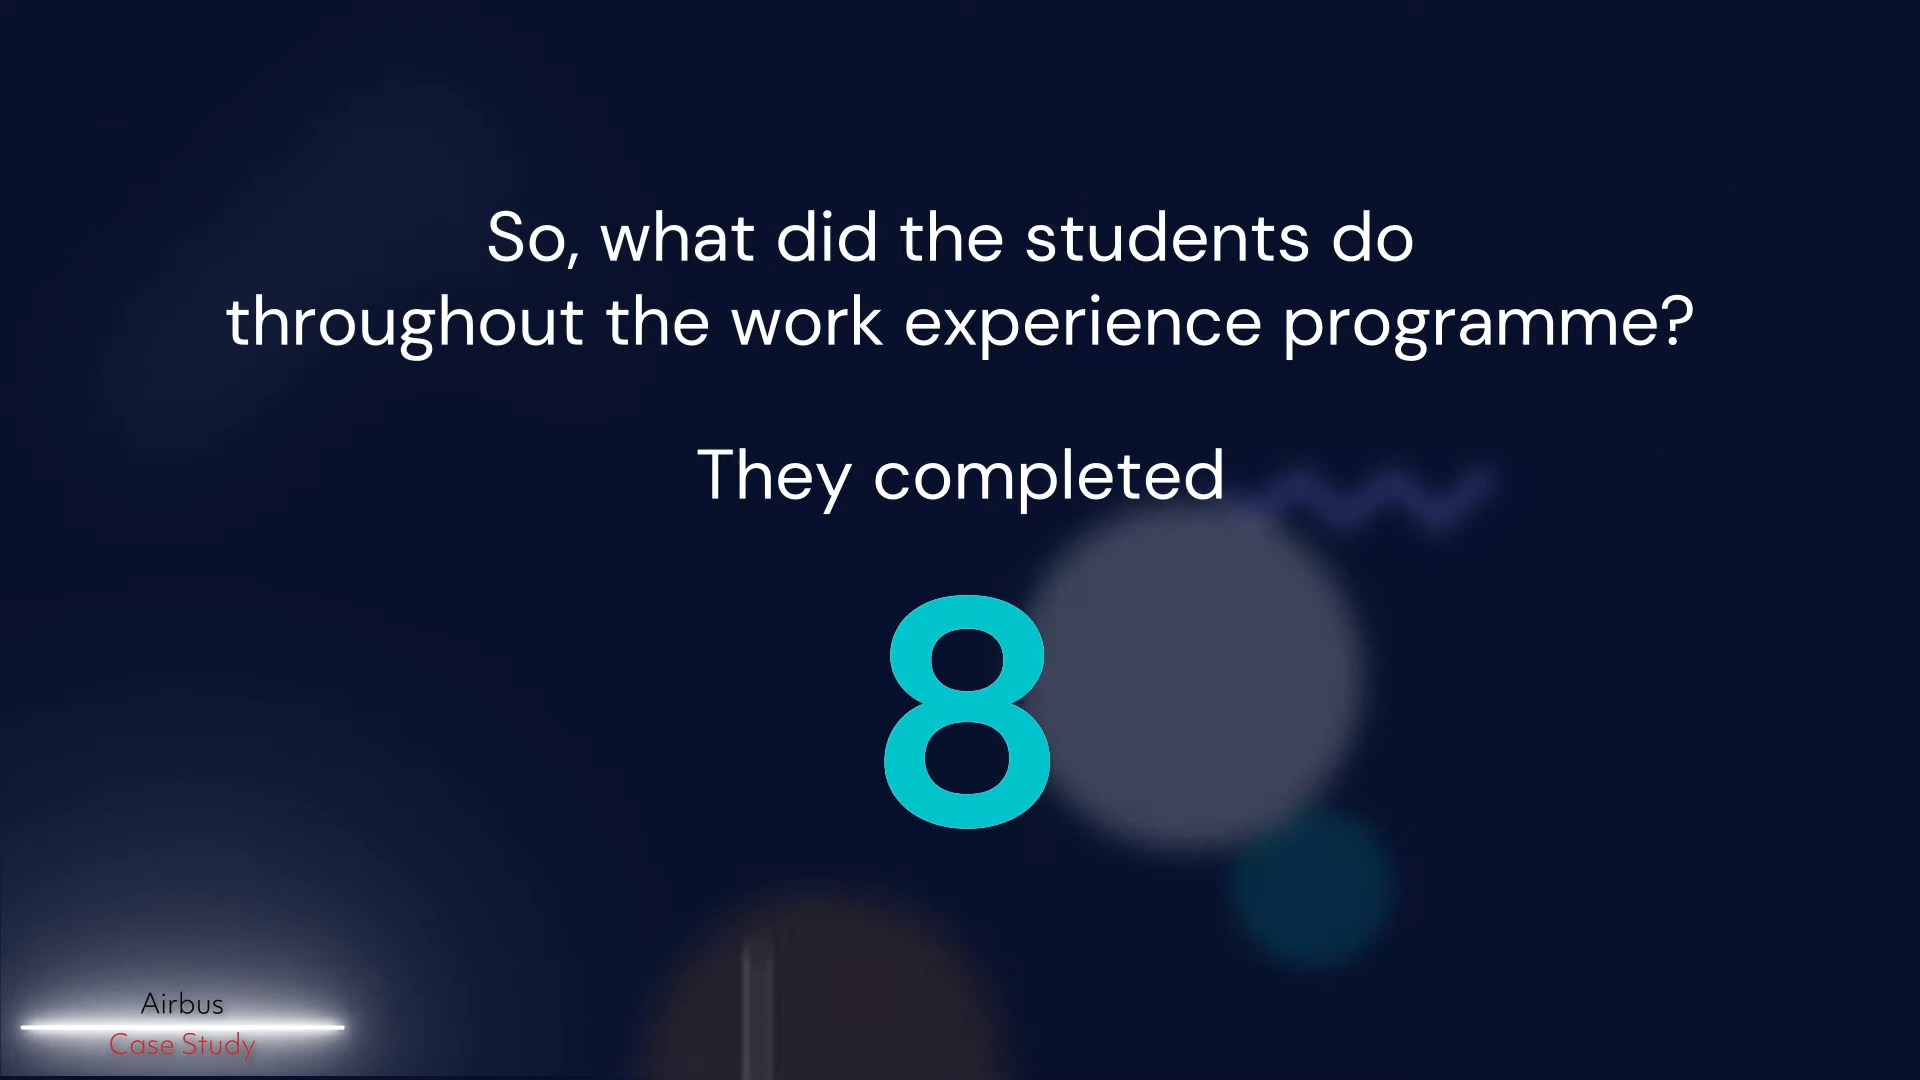 So, what did the students do
throughout the work experience programme?
They completed
8
Airbus
Case Study